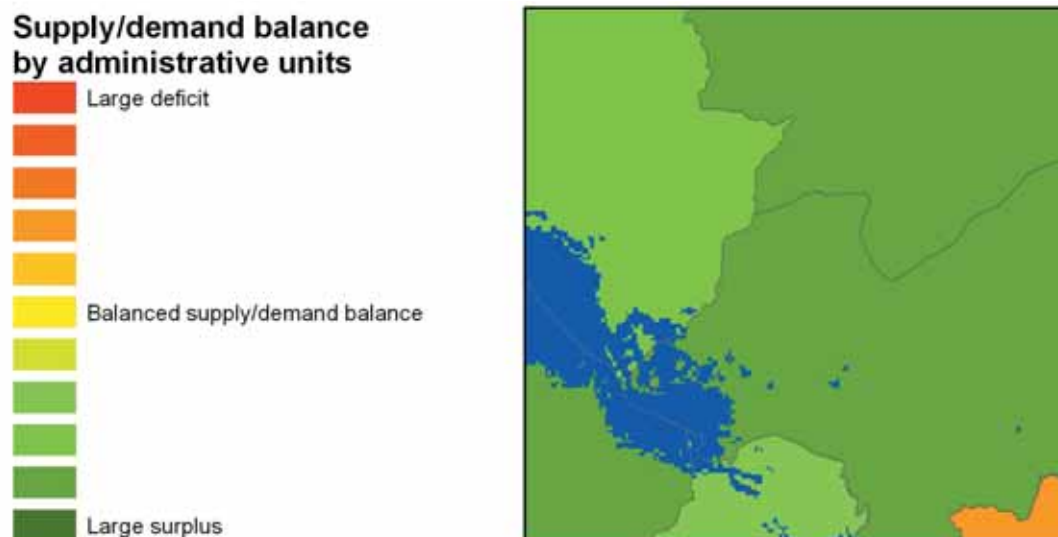 Supply/demand balance
by administrative units
Large deficit
Balanced supply/demand balance
Large surplus